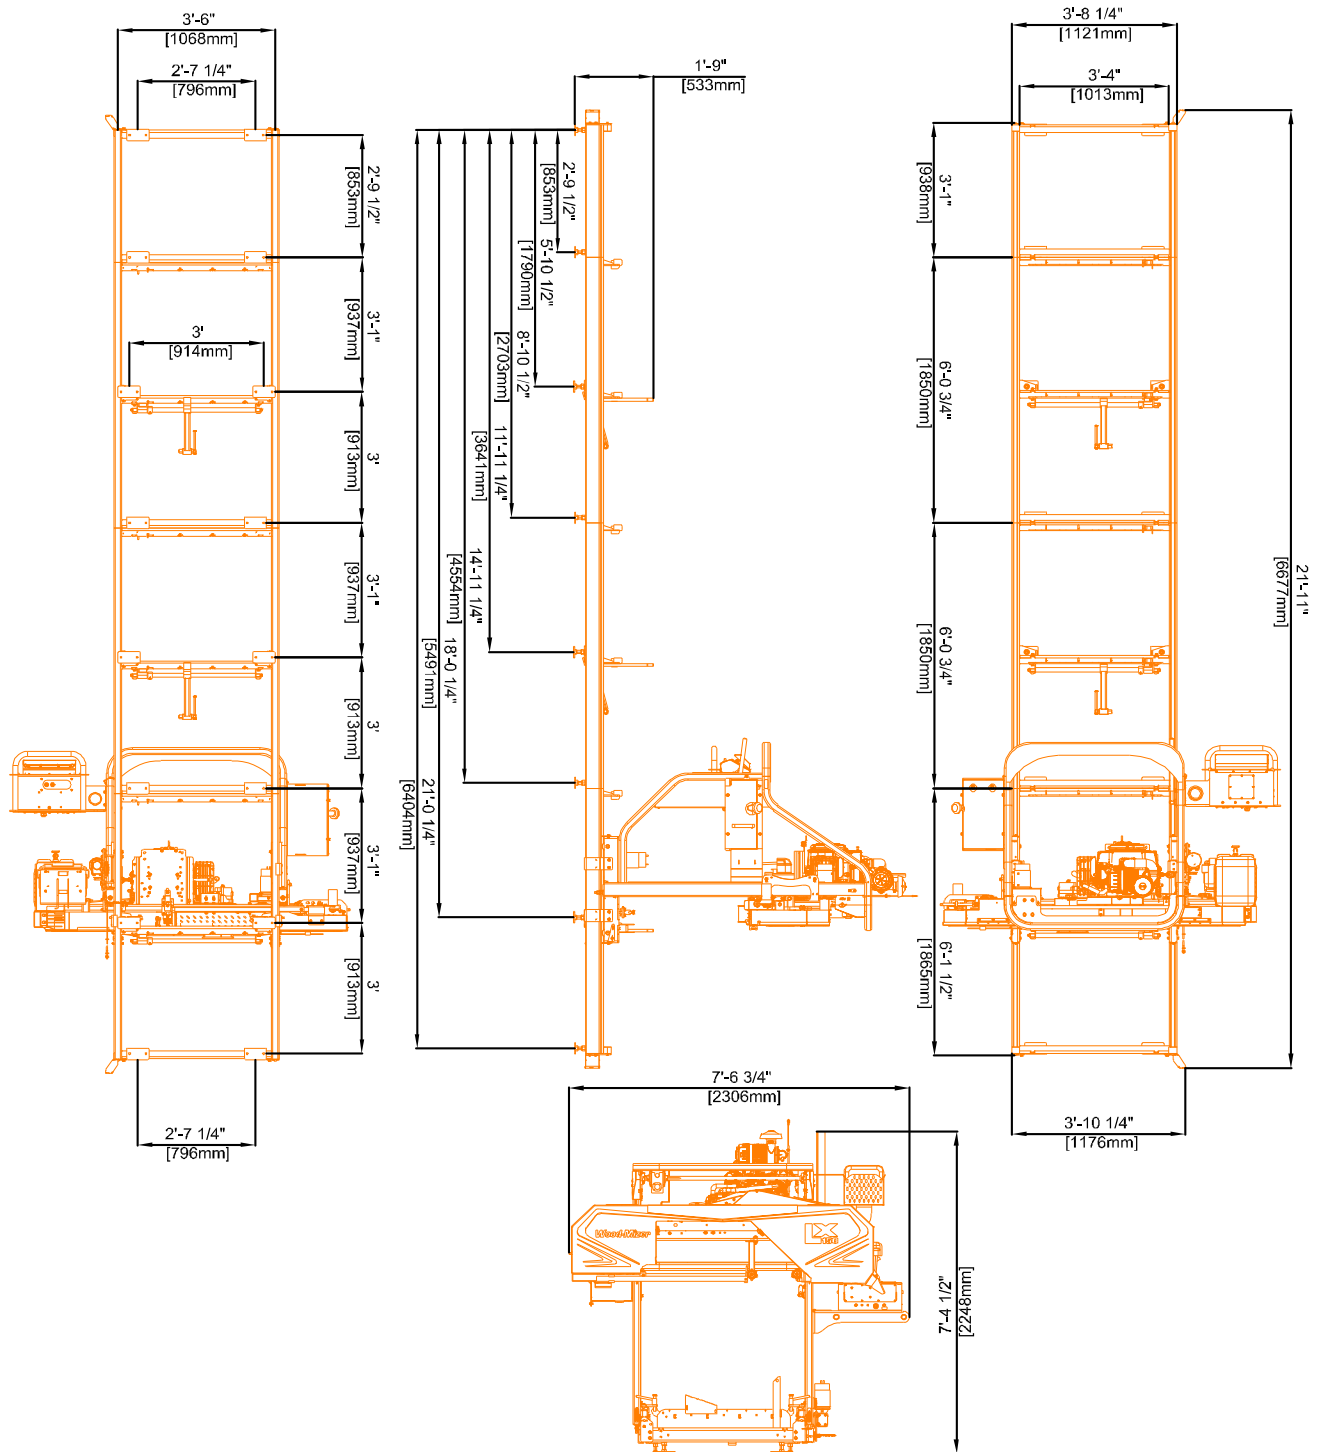 3'-6"
[1068mm]
2'-7 1/4"
[796mm]
2'-9 1/2"
[853mm]
3'-1"
[937mm]
3'
[914mm]
3'
[913mm]
3'-1"
[937mm]
3'
[913mm]
3'-1"
[937mm]
3'
[913mm]
2'-7 1/4"
[796mm]
1'-9"
[533mm]
2'-9 1/2"
[853mm]
5'-10 1/2"
[1790mm]
8'-10 1/2"
[2703mm]
11'-11 1/4"
[3641mm]
14'-11 1/4"
[4554mm]
18'-0 1/4"
[5491mm]
21'-0 1/4"
[6404mm]
3'-8 1/4"
[1121mm]
3'-4"
[1013mm]
3'-1"
[938mm]
6'-0 3/4"
[1850mm]
6'-0 3/4"
[1850mm]
6'-1 1/2"
[1865mm]
21'-11"
[6677mm]
3'-10 1/4"
[1176mm]
7'-6 3/4"
[2306mm]
7'-4 1/2"
[2248mm]
Wood-Mizer
LX
450